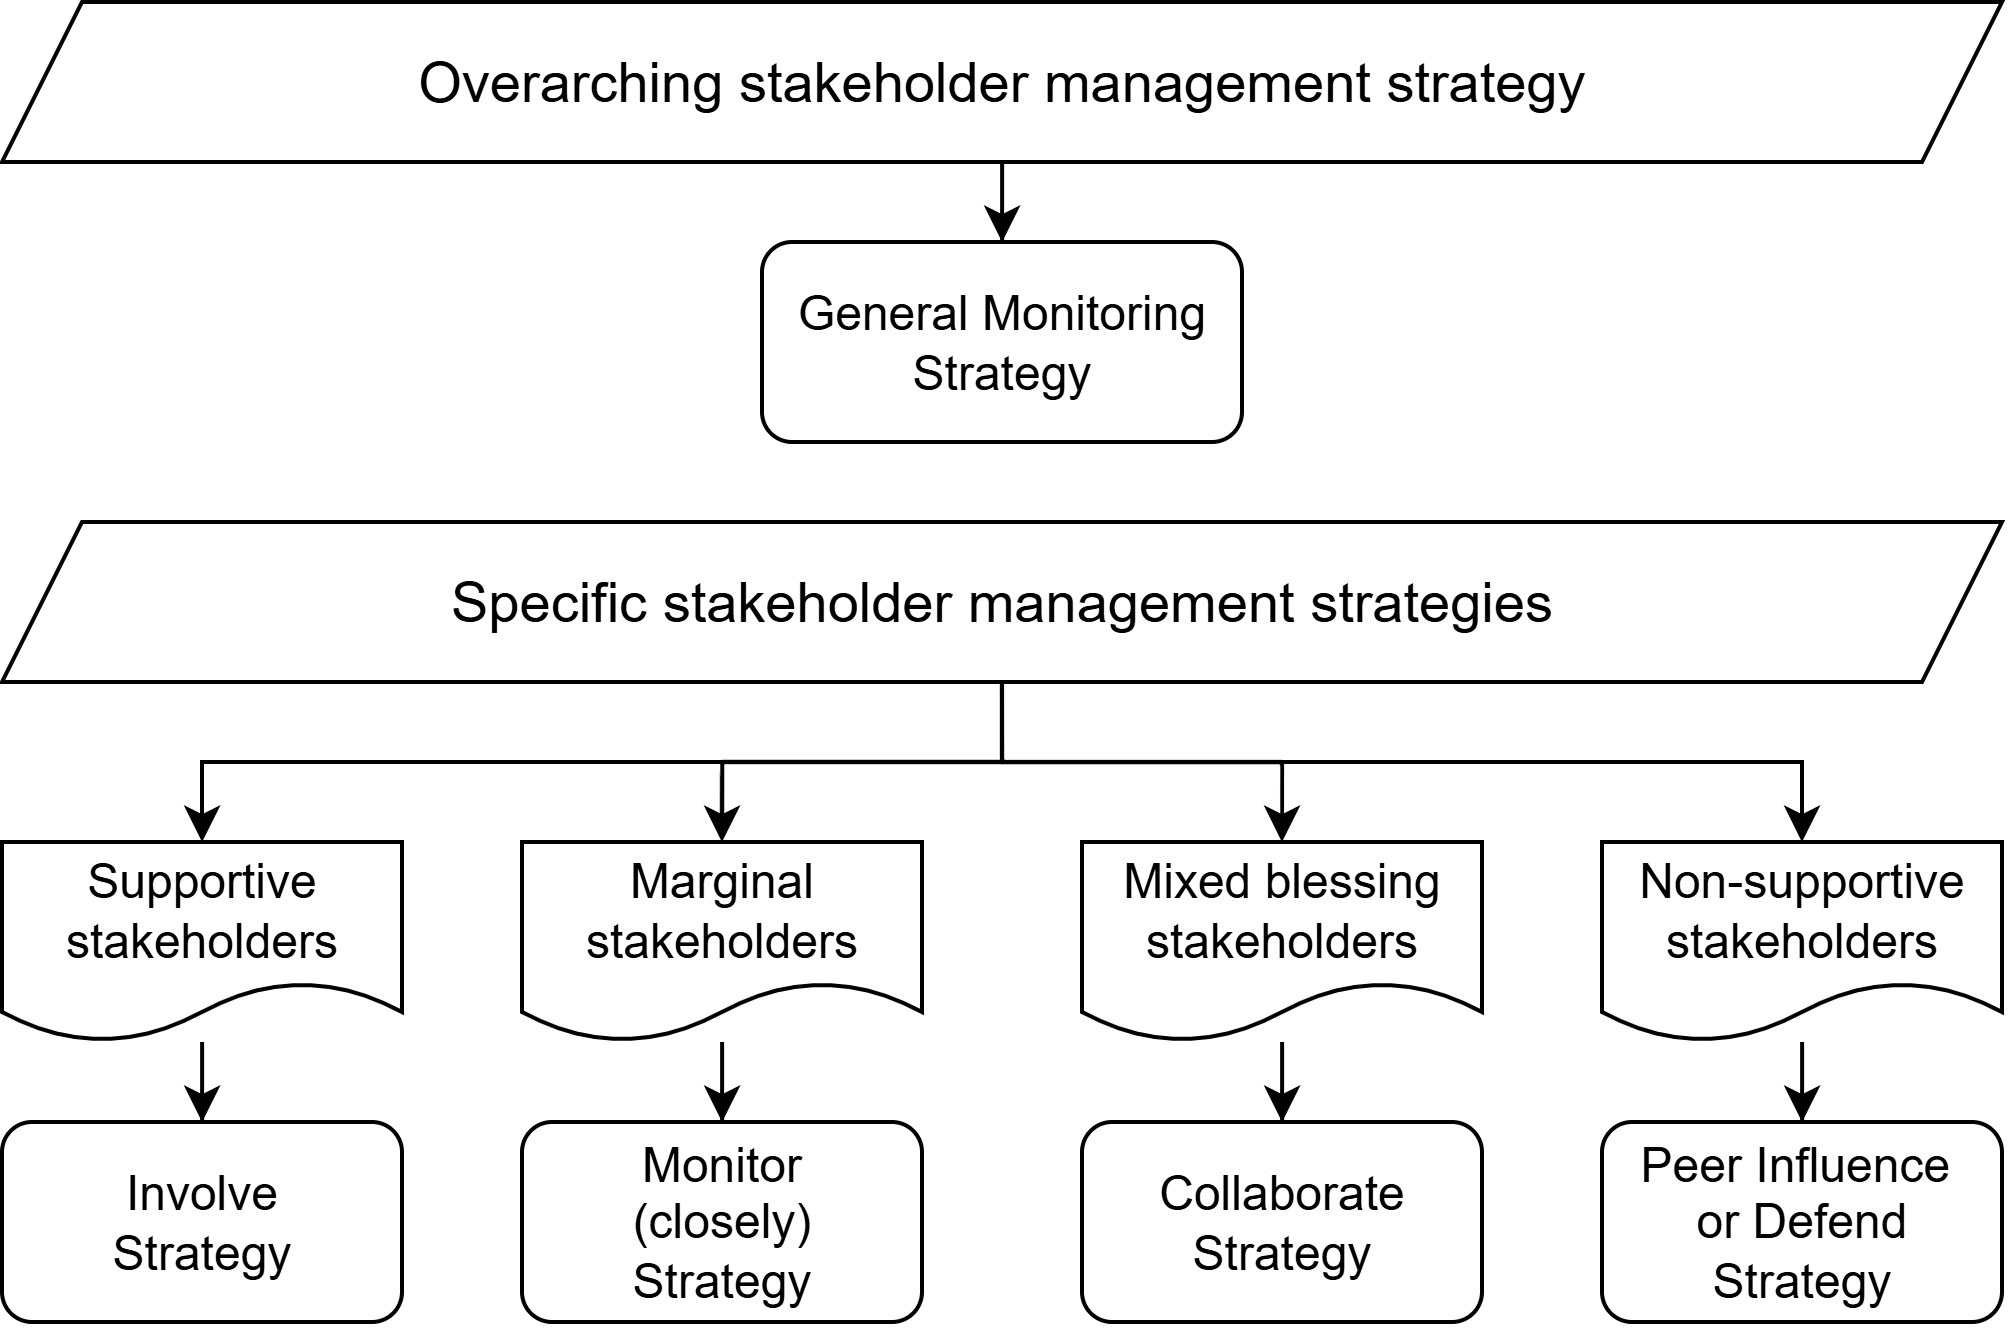 Overarching stakeholder management strategy
General Monitoring
Strategy
Specific stakeholder management strategies
Supportive
stakeholders
Marginal
stakeholders
Mixed blessing
stakeholders
Non-supportive
stakeholders
Involve
Strategy
Monitor
(closely)
Strategy
Collaborate
Strategy
Peer Influence
or Defend
Strategy